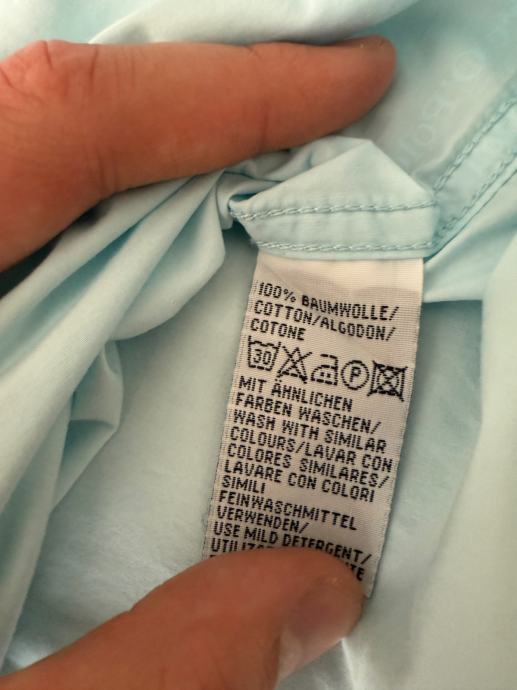 100% BAUMWOLLE/
COTTON/ALGODON/
COTONE
30 P
MIT ÄHNLICHEN
FARBEN WASCHEN/
WASH WITH SIMILAR
COLOURS/LAVAR CON
COLORES SIMILARES/
LAVARE CON COLORI
SIMILI
FEINWASCHMITTEL
VERWENDEN/
USE MILD DETERGENT/